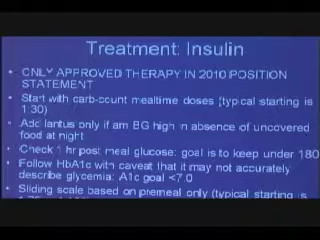 Treatment: Insulin
• ONLY APPROVED THERAPY IN 2010 POSITION
STATEMENT
• Start with carb-count mealtime doses (typical starting is
1:30)
• Add lantus only if am BG high in absence of uncovered
food at night
• Check 1 hr post meal glucose: goal is to keep under 180
• Follow HbA1c with caveat that it may not accurately
describe glycemia: A1c goal <7.0
• Sliding scale based on premeal only (typical starting is